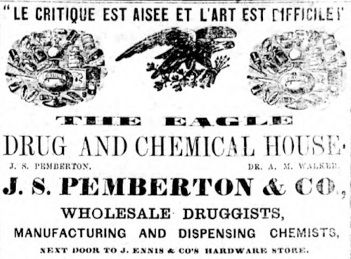 "LE CRITIQUE EST AISEE ET L'ART EST DIFFICILE!"
THE EAGLE
DRUG AND CHEMICAL HOUSE.
J. S. PEMBERTON. DR. A. M. WALKER.
J. S. PEMBERTON & CO.,
WHOLESALE DRUGGISTS,
MANUFACTURING AND DISPENSING CHEMISTS,
NEXT DOOR TO J. ENNIS & CO'S HARDWARE STORE.